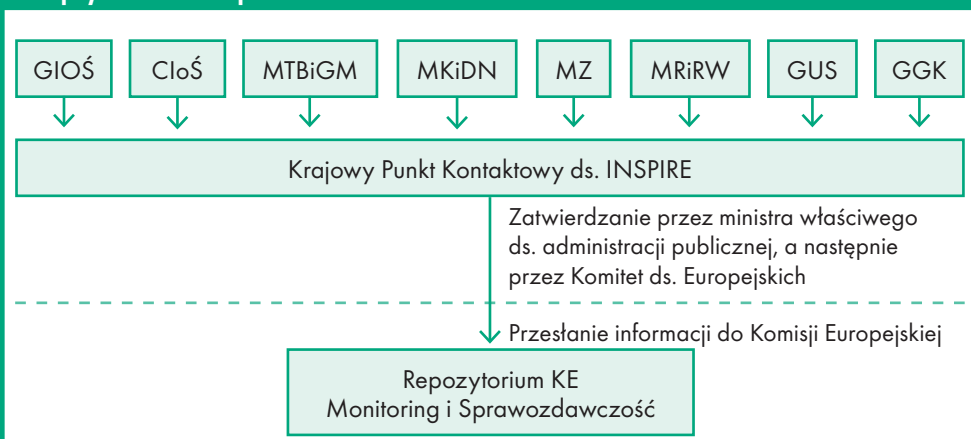 GIOŚ CIoŚ MTBiGM MKiDN MZ MRiRW GUS GGK
Krajowy Punkt Kontaktowy ds. INSPIRE
Zatwierdzanie przez ministra właściwego
ds. administracji publicznej, a następnie
przez Komitet ds. Europejskich
Przesłanie informacji do Komisji Europejskiej
Repozytorium KE
Monitoring i Sprawozdawczość